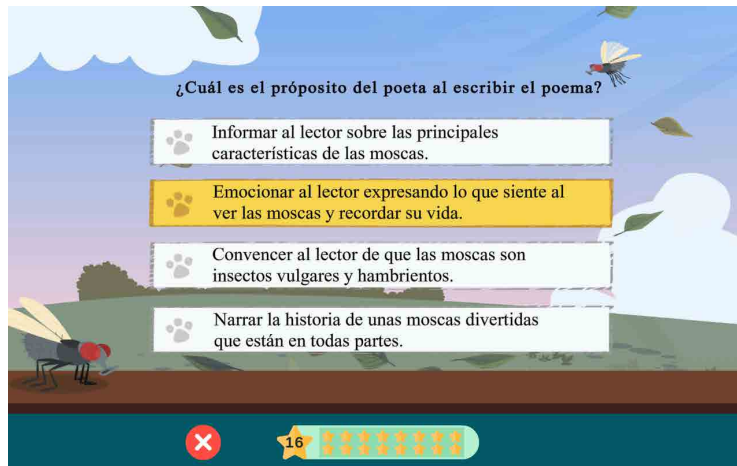 ¿Cuál es el próposito del poeta al escribir el poema?
Informar al lector sobre las principales
características de las moscas.
Emocionar al lector expresando lo que siente al
ver las moscas y recordar su vida.
Convencer al lector de que las moscas son
insectos vulgares y hambrientos.
Narrar la historia de unas moscas divertidas
que están en todas partes.
16